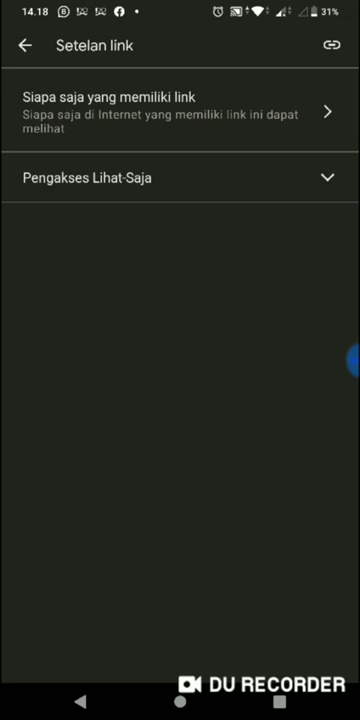 14.18
31%
Setelan link
Siapa saja yang memiliki link
Siapa saja di Internet yang memiliki link ini dapat
melihat
Pengakses Lihat-Saja
DU RECORDER